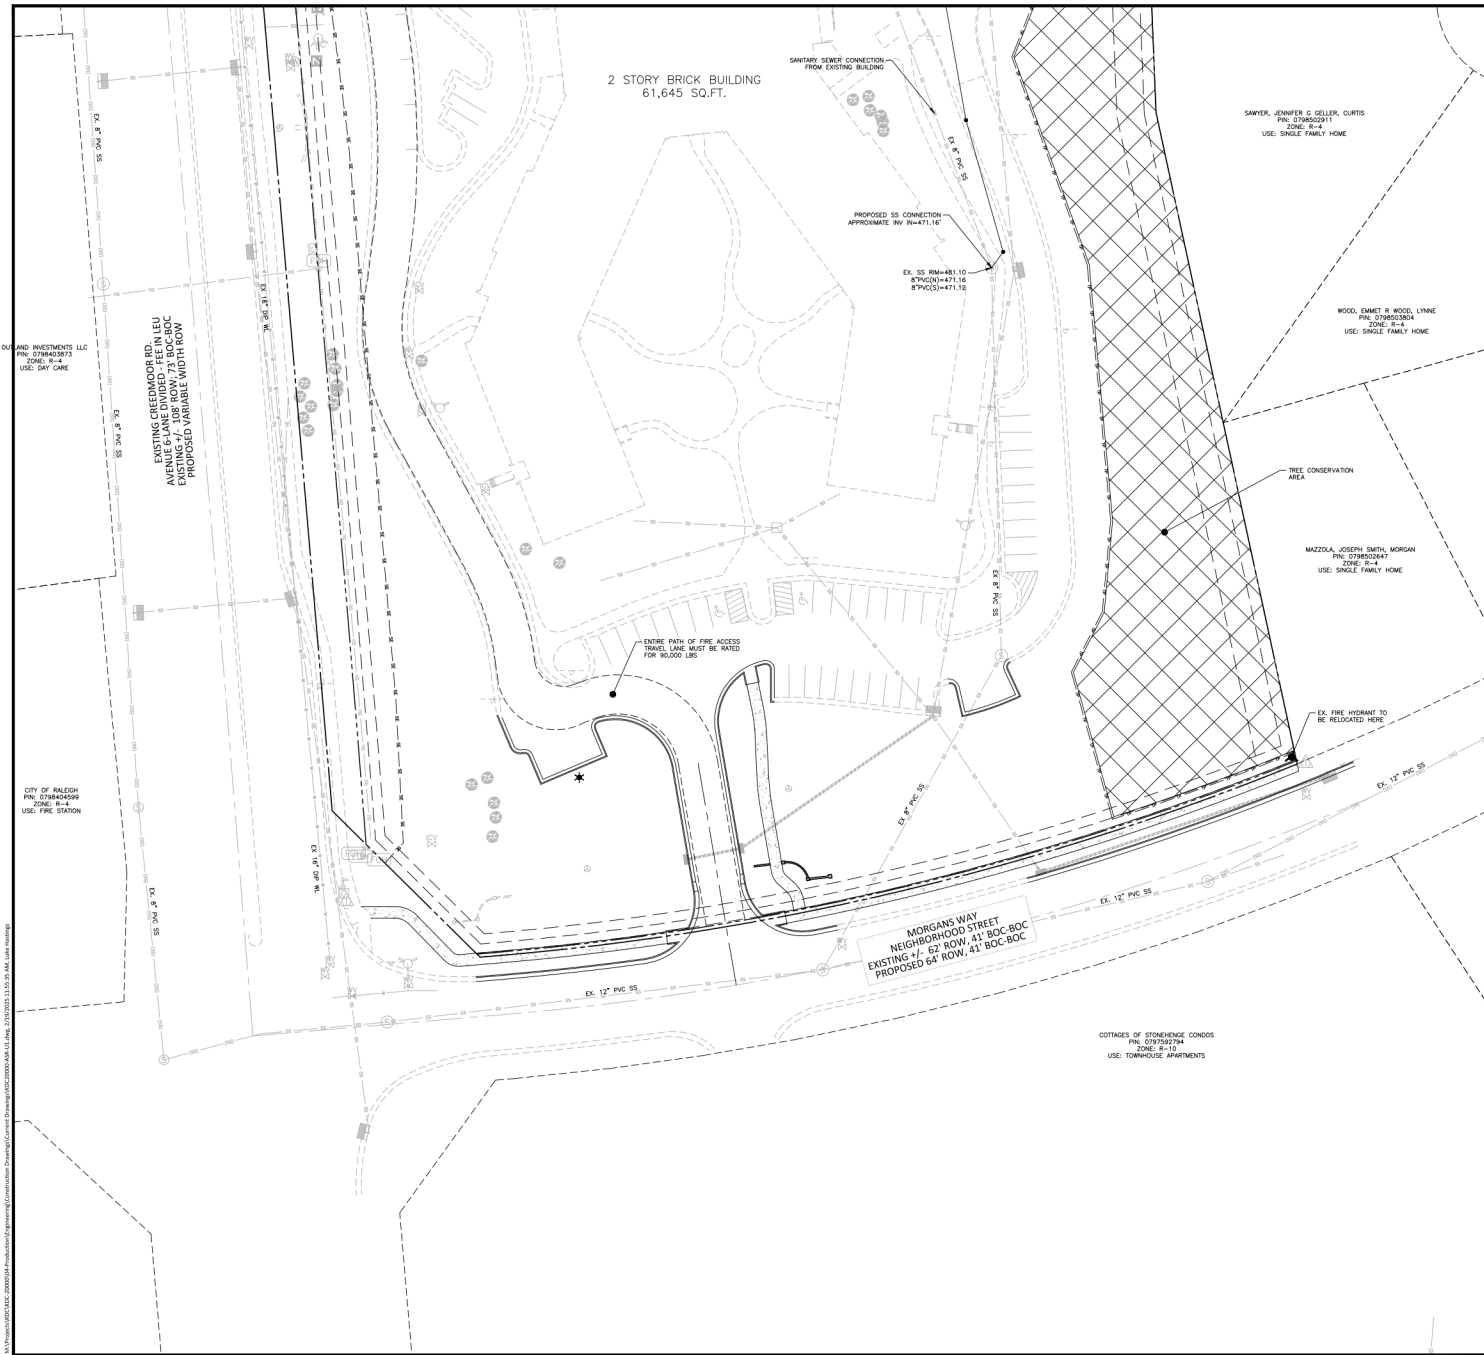 2 STORY BRICK BUILDING
61,645 SQ.FT.
SANITARY SEWER CONNECTION
FROM EXISTING BUILDING
SAWYER, JENNIFER G GELLER, CURTIS
PIN: 0798502911
ZONE: R-4
USE: SINGLE FAMILY HOME
EX. 8" PVC SS
EX 8" PVC SS
PROPOSED SS CONNECTION
APPROXIMATE INV IN=471.16'
EX. SS RIM=481.10
8"PVC(N)=471.16
8"PVC(S)=471.12
EX 16" DIP WL
WOOD, EMMET R WOOD, LYNNE
PIN: 0798503804
ZONE: R-4
USE: SINGLE FAMILY HOME
OUTLAND INVESTMENTS LLC
PIN: 0798403873
ZONE: R-4
USE: DAY CARE
EXISTING CREEDMOOR RD.
AVENUE 6-LANE DIVIDED - FEE IN LEU
EXISTING +/- 108' ROW; 73' BOC-BOC
PROPOSED VARIABLE WIDTH ROW
EX. 8" PVC SS
TREE CONSERVATION
AREA
MAZZOLA, JOSEPH SMITH, MORGAN
PIN: 0798502647
ZONE: R-4
USE: SINGLE FAMILY HOME
EX 8" PVC SS
ENTIRE PATH OF FIRE ACCESS
TRAVEL LANE MUST BE RATED
FOR 90,000 LBS
EX. FIRE HYDRANT TO
BE RELOCATED HERE
CITY OF RALEIGH
PIN: 0798404599
ZONE: R-4
USE: FIRE STATION
EX 8" PVC SS
EX. 12" PVC SS
EX 16" DIP WL
ICV
EX. 8" PVC SS
EX. 12" PVC SS
MORGANS WAY
NEIGHBORHOOD STREET
EXISTING +/- 62' ROW, 41' BOC-BOC
PROPOSED 64' ROW, 41' BOC-BOC
EX. 12" PVC SS
COTTAGES OF STONEHENGE CONDOS
PIN: 0797592794
ZONE: R-10
USE: TOWNHOUSE APARTMENTS